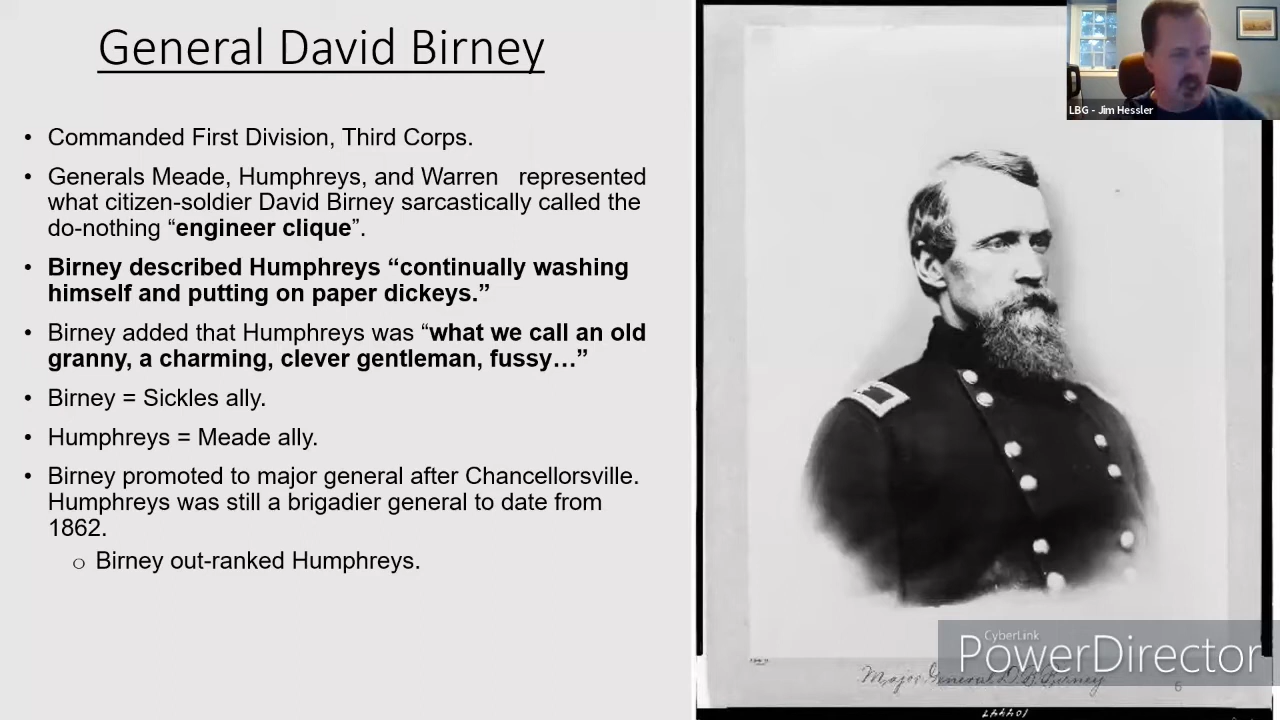 General David Birney
• Commanded First Division, Third Corps.
• Generals Meade, Humphreys, and Warren represented
what citizen-soldier David Birney sarcastically called the
do-nothing “engineer clique”.
• Birney described Humphreys “continually washing
himself and putting on paper dickeys.”
• Birney added that Humphreys was “what we call an old
granny, a charming, clever gentleman, fussy…”
• Birney = Sickles ally.
• Humphreys = Meade ally.
• Birney promoted to major general after Chancellorsville.
Humphreys was still a brigadier general to date from
1862.
o Birney out-ranked Humphreys.
LBG - Jim Hessler
CyberLink
PowerDirector
Major General D.B. Birney
6